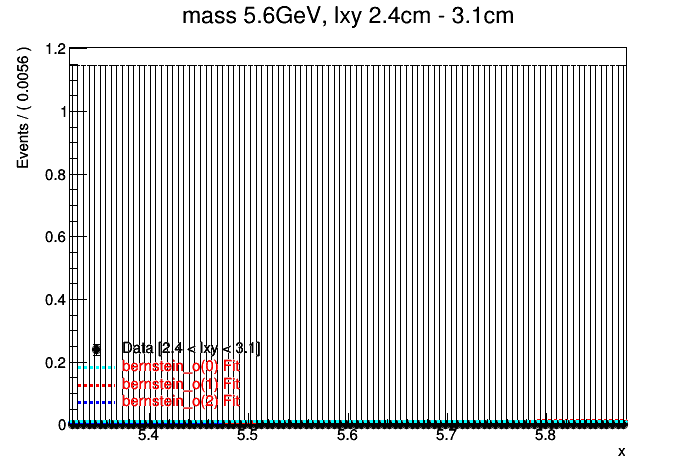 mass 5.6GeV, lxy 2.4cm - 3.1cm
Events / ( 0.0056 )
1.2
1
0.8
0.6
0.4
0.2
0
Data [2.4 < lxy < 3.1]
bernstein_o(0) Fit
bernstein_o(1) Fit
bernstein_o(2) Fit
5.4 5.5 5.6 5.7 5.8
x